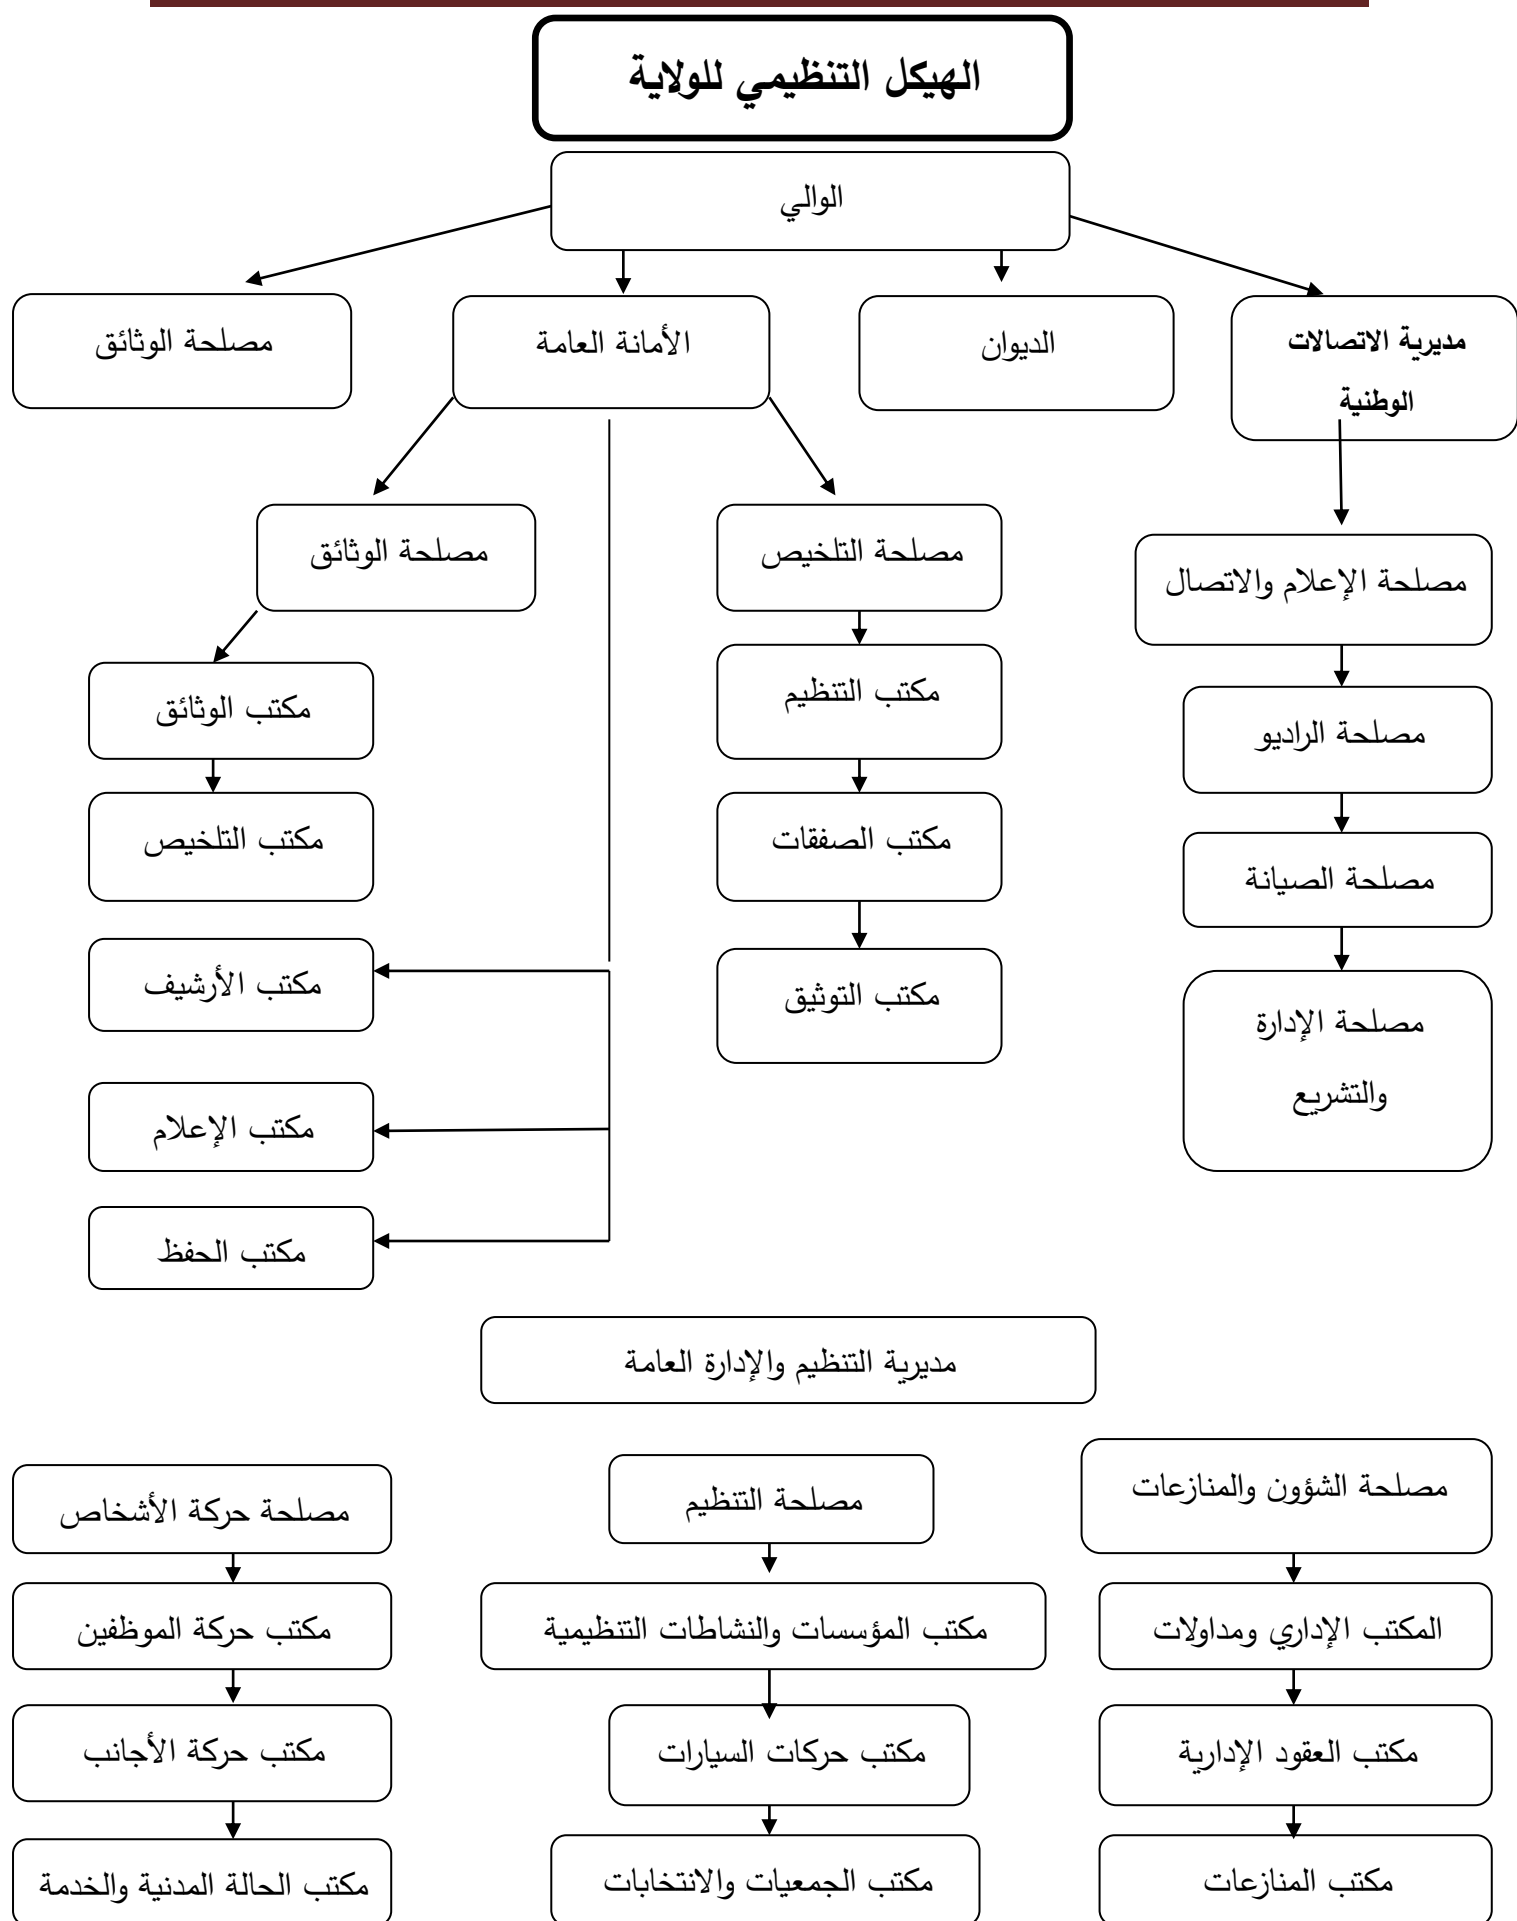 الهيكل التنظيمي للولاية
الوالي
مديرية الاتصالات
الوطنية
الديوان
الأمانة العامة
مصلحة الوثائق
مصلحة الإعلام والاتصال
مصلحة التلخيص
مصلحة الوثائق
مصلحة الراديو
مكتب التنظيم
مكتب الوثائق
مصلحة الصيانة
مكتب الصفقات
مكتب التلخيص
مصلحة الإدارة
والتشريع
مكتب التوثيق
مكتب الأرشيف
مكتب الإعلام
مكتب الحفظ
مديرية التنظيم والإدارة العامة
مصلحة الشؤون والمنازعات
مصلحة التنظيم
مصلحة حركة الأشخاص
المكتب الإداري ومداولات
مكتب المؤسسات والنشاطات التنظيمية
مكتب حركة الموظفين
مكتب العقود الإدارية
مكتب حركات السيارات
مكتب حركة الأجانب
مكتب المنازعات
مكتب الجمعيات والانتخابات
مكتب الحالة المدنية والخدمة